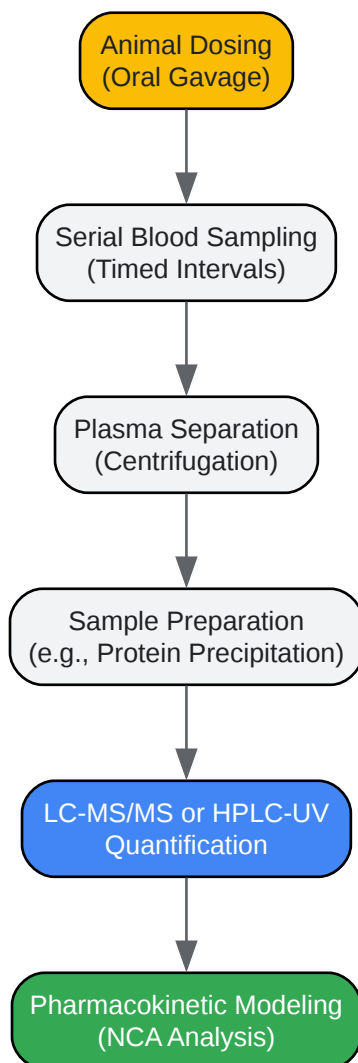 Animal Dosing
(Oral Gavage)
Serial Blood Sampling
(Timed Intervals)
Plasma Separation
(Centrifugation)
Sample Preparation
(e.g., Protein Precipitation)
LC-MS/MS or HPLC-UV
Quantification
Pharmacokinetic Modeling
(NCA Analysis)